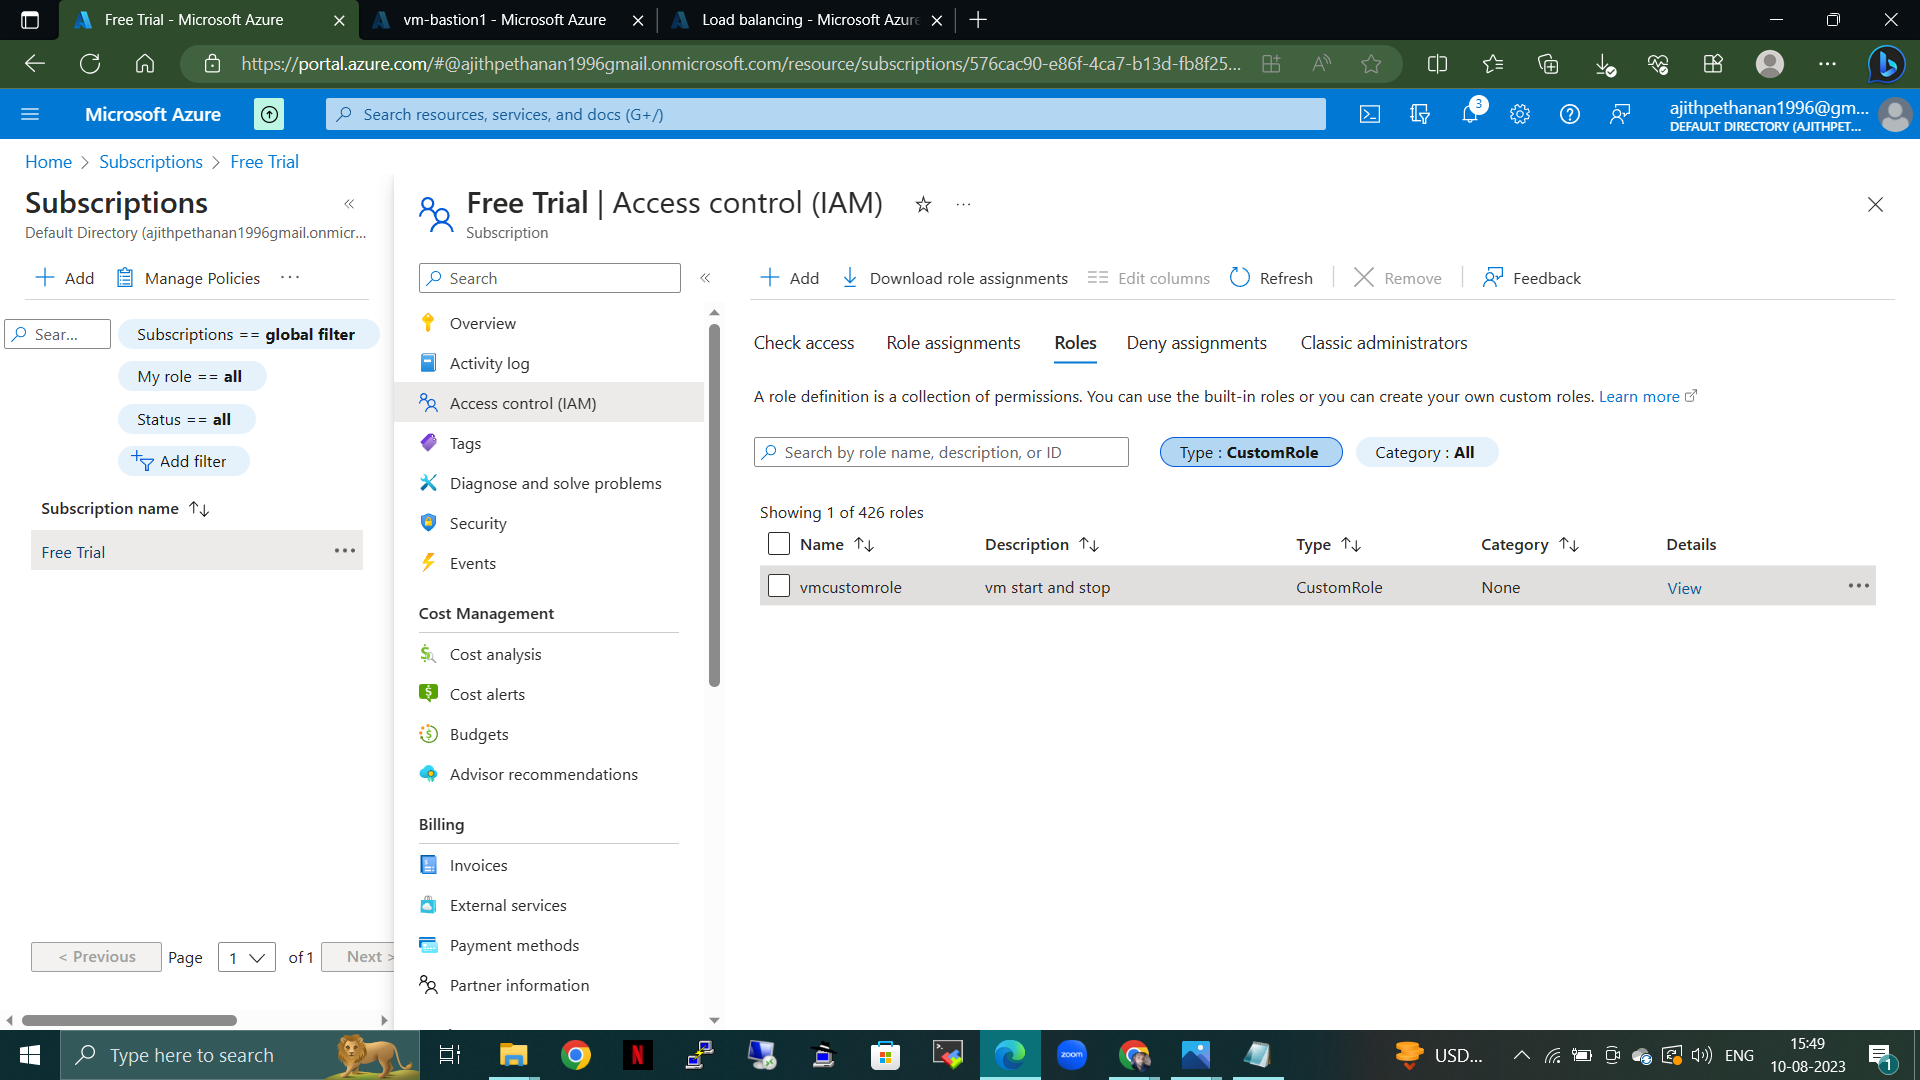 Free Trial - Microsoft Azure
vm-bastion1 - Microsoft Azure
Load balancing - Microsoft Azure
https://portal.azure.com/#@ajithpethanan1996gmail.onmicrosoft.com/resource/subscriptions/576cac90-e86f-4ca7-b13d-fb8f25...
Microsoft Azure
Search resources, services, and docs (G+/)
3
ajithpethanan1996@gm...
DEFAULT DIRECTORY (AJITHPET...
Home > Subscriptions > Free Trial
Subscriptions
Default Directory (ajithpethanan1996gmail.onmicr...
Add
Manage Policies
Sear...
Subscriptions == global filter
My role == all
Status == all
Add filter
Subscription name
Free Trial
< Previous
Page
1
of 1
Next >
Free Trial | Access control (IAM)
Subscription
Search
Overview
Activity log
Access control (IAM)
Tags
Diagnose and solve problems
Security
Events
Cost Management
Cost analysis
Cost alerts
Budgets
Advisor recommendations
Billing
Invoices
External services
Payment methods
Partner information
Add
Download role assignments
Edit columns
Refresh
Remove
Feedback
Check access
Role assignments
Roles
Deny assignments
Classic administrators
A role definition is a collection of permissions. You can use the built-in roles or you can create your own custom roles. Learn more
Search by role name, description, or ID
Type : CustomRole
Category : All
Showing 1 of 426 roles
Name Description Type Category Details
vmcustomrole vm start and stop CustomRole None View
Type here to search
N
zoom
USD...
ENG
15:49
10-08-2023
1